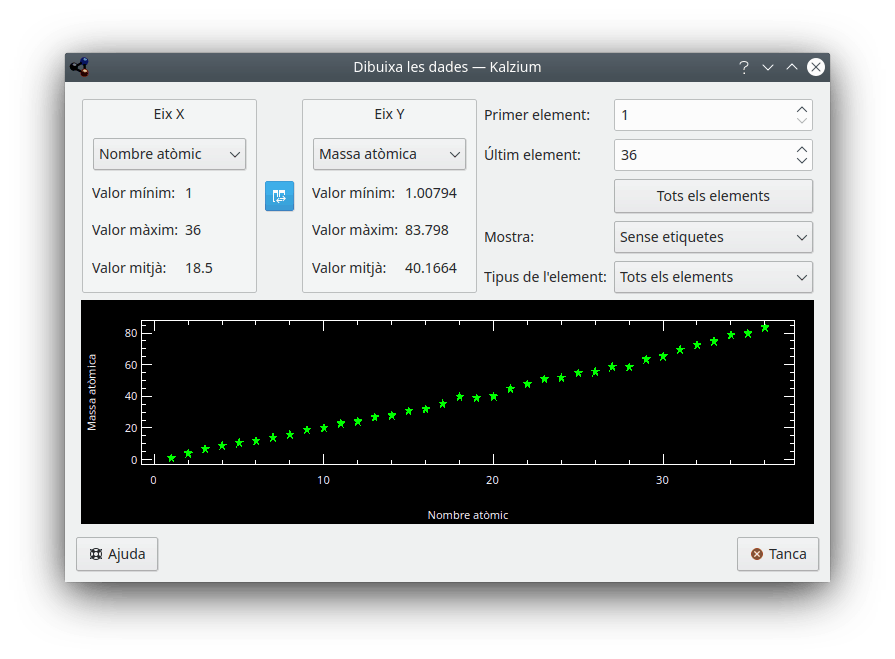 Dibuixa les dades — Kalzium
?
Eix X
Nombre atòmic
Valor mínim: 1
Valor màxim: 36
Valor mitjà: 18.5
Eix Y
Massa atòmica
Valor mínim: 1.00794
Valor màxim: 83.798
Valor mitjà: 40.1664
Primer element: 1
Últim element: 36
Tots els elements
Mostra: Sense etiquetes
Tipus de l'element: Tots els elements
Massa atòmica
80
60
40
20
0
0 10 20 30
Nombre atòmic
Ajuda
Tanca